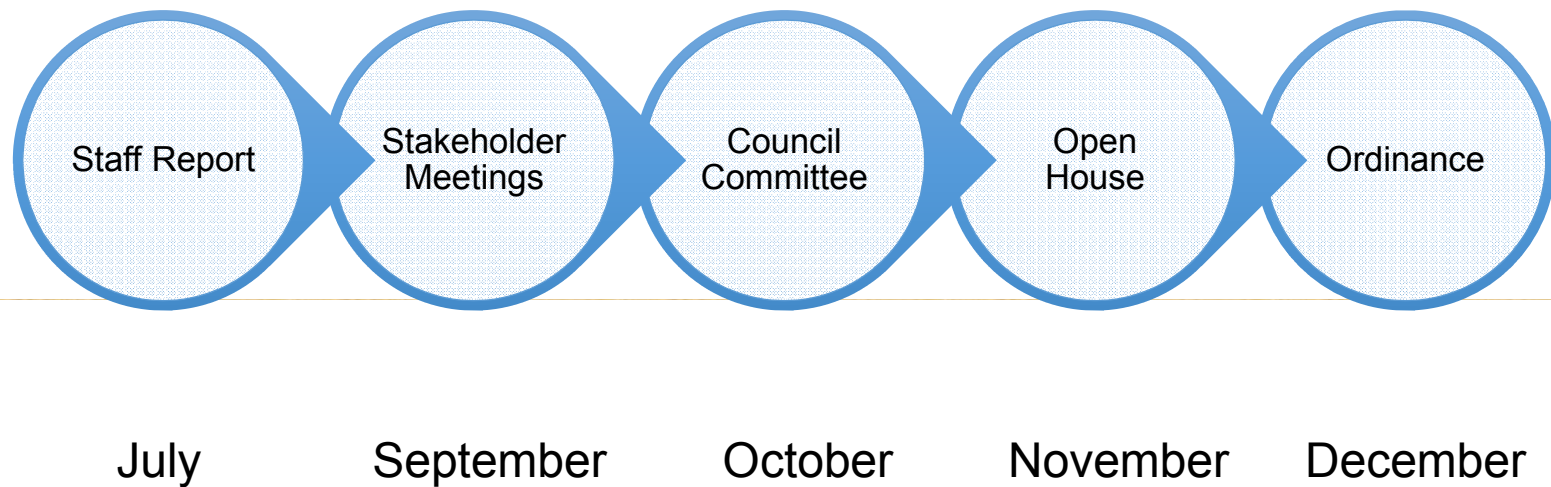 Staff Report
Stakeholder
Meetings
Council
Committee
Open
House
Ordinance
July
September
October
November
December